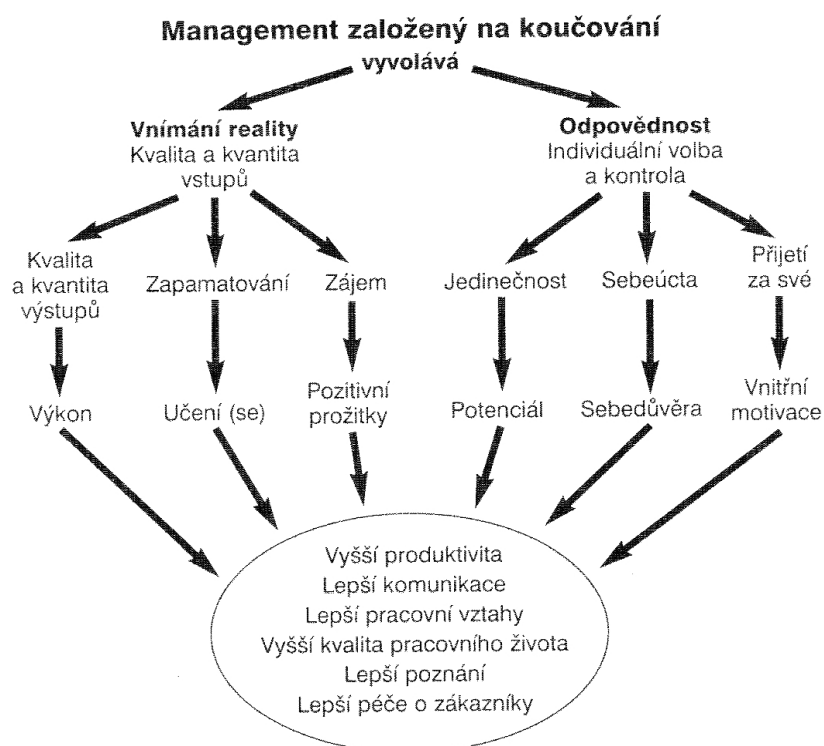 Management založený na koučování
vyvolává
Vnímání reality
Kvalita a kvantita
vstupů
Odpovědnost
Individuální volba
a kontrola
Kvalita
a kvantita
výstupů
Zapamatování
Zájem
Jedinečnost
Sebeúcta
Přijetí
za své
Výkon
Učení (se)
Pozitivní
prožitky
Potenciál
Sebedůvěra
Vnitřní
motivace
Vyšší produktivita
Lepší komunikace
Lepší pracovní vztahy
Vyšší kvalita pracovního života
Lepší poznání
Lepší péče o zákazníky